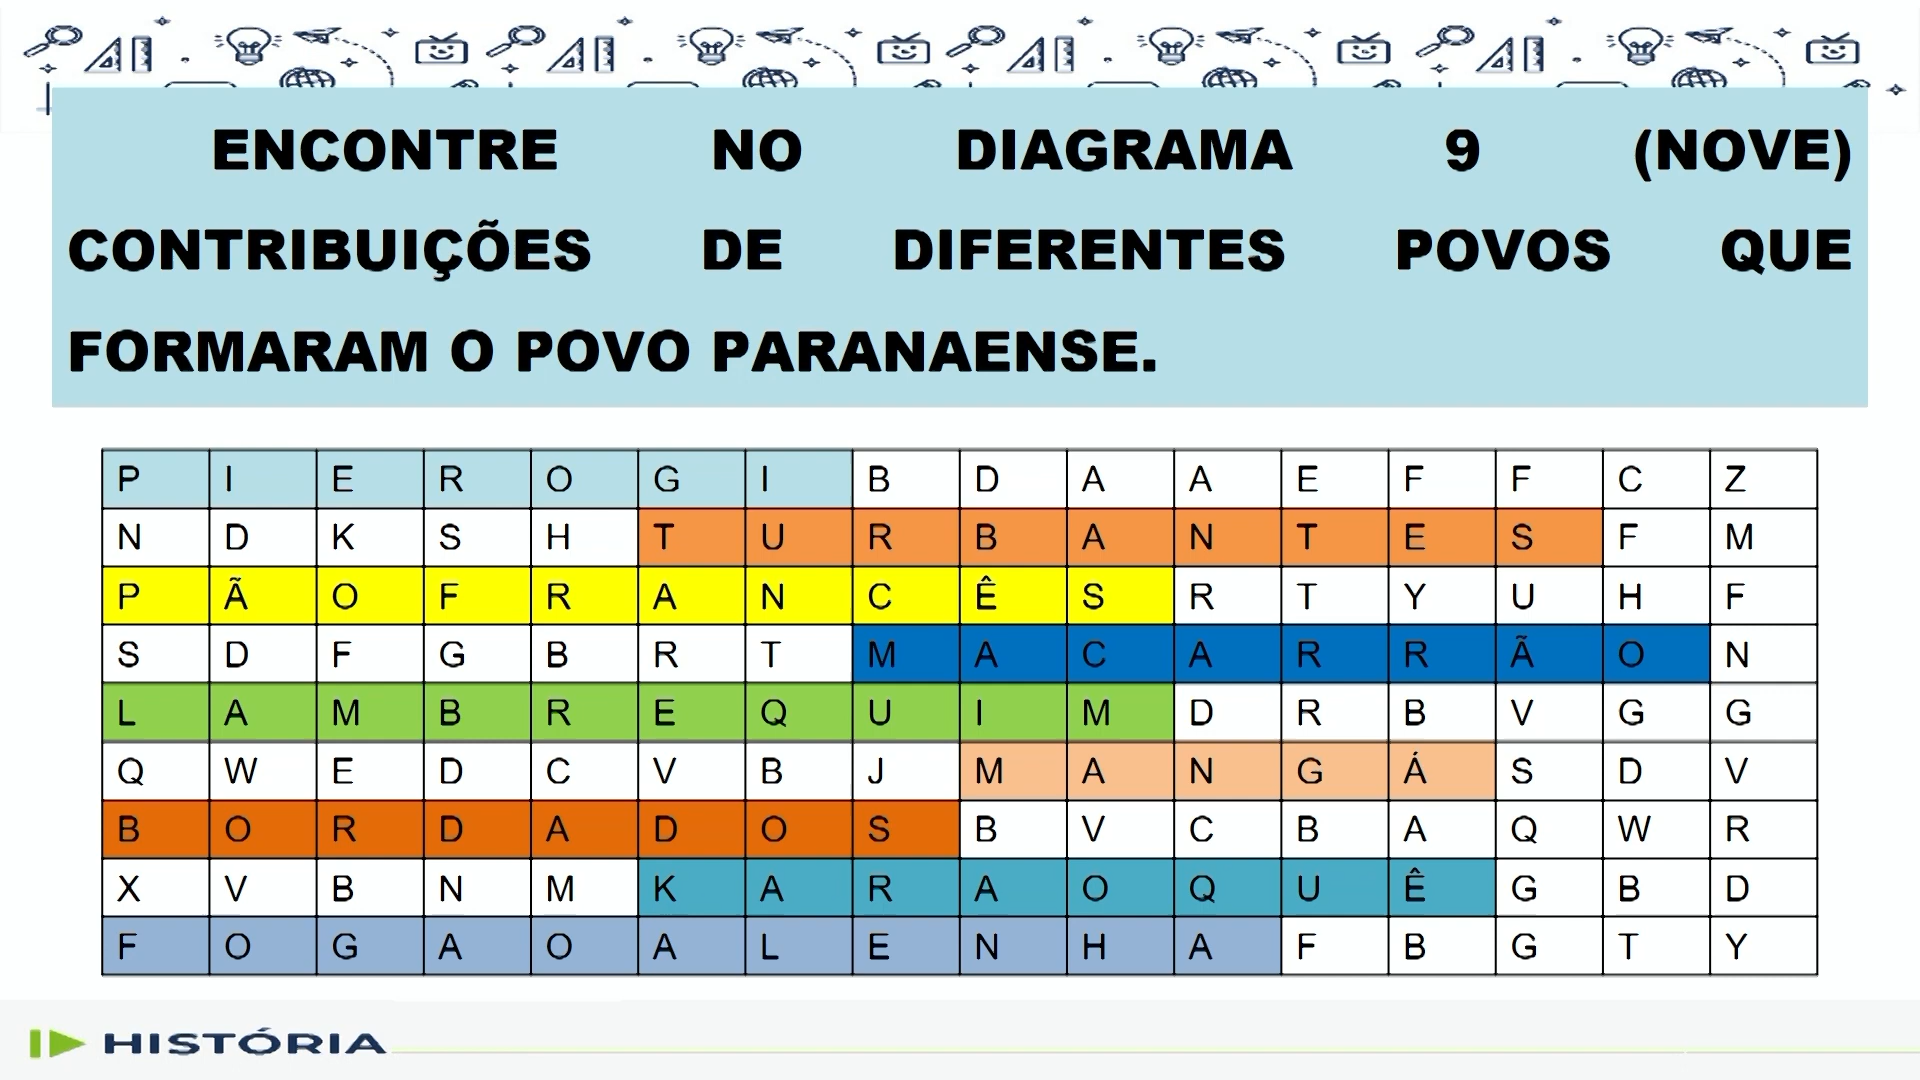 ENCONTRE NO DIAGRAMA 9 (NOVE)
CONTRIBUIÇÕES DE DIFERENTES POVOS QUE
FORMARAM O POVO PARANAENSE.
P I E R O G I B D A A E F F C Z
N D K S H T U R B A N T E S F M
P Ã O F R A N C Ê S R T Y U H F
S D F G B R T M A C A R R Ã O N
L A M B R E Q U I M D R B V G G
Q W E D C V B J M A N G Á S D V
B O R D A D O S B V C B A Q W R
X V B N M K A R A O Q U Ê G B D
F O G A O A L E N H A F B G T Y
HISTÓRIA